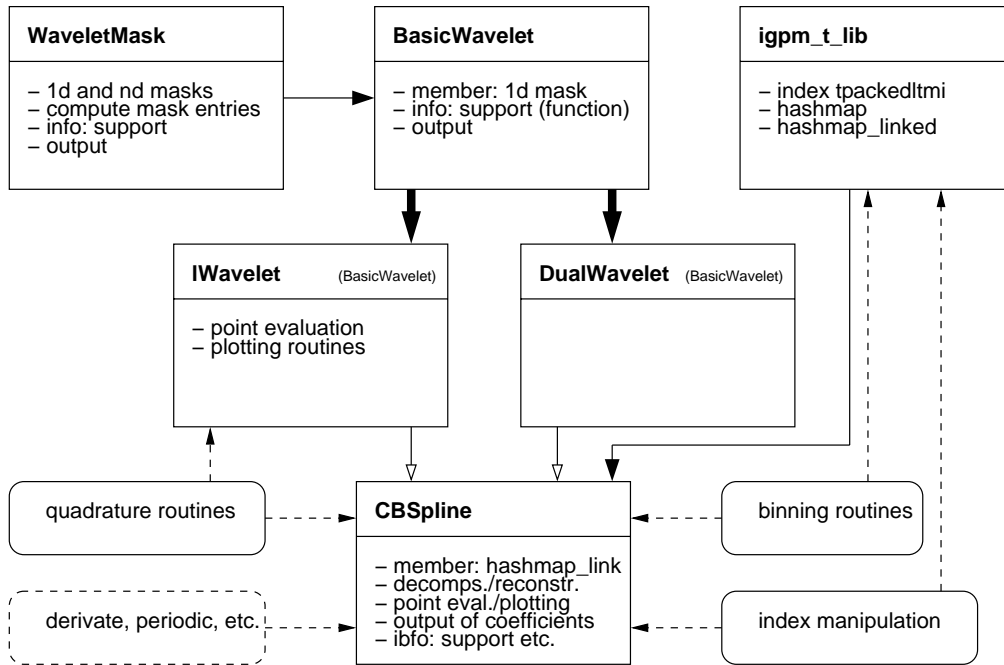 WaveletMask
– 1d and nd masks
– compute mask entries
– info: support
– output
BasicWavelet
– member: 1d mask
– info: support (function)
– output
igpm_t_lib
– index tpackedltmi
– hashmap
– hashmap_linked
IWavelet (BasicWavelet)
– point evaluation
– plotting routines
DualWavelet (BasicWavelet)
quadrature routines
derivate, periodic, etc.
CBSpline
– member: hashmap_link
– decomps./reconstr.
– point eval./plotting
– output of coefficients
– ibfo: support etc.
binning routines
index manipulation